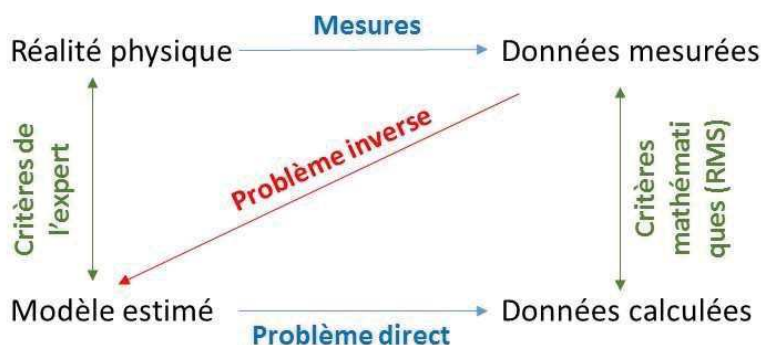 Mesures
Réalité physique
Données mesurées
Critères de
l'expert
Problème inverse
Critères
mathémati
ques (RMS)
Modèle estimé
Données calculées
Problème direct